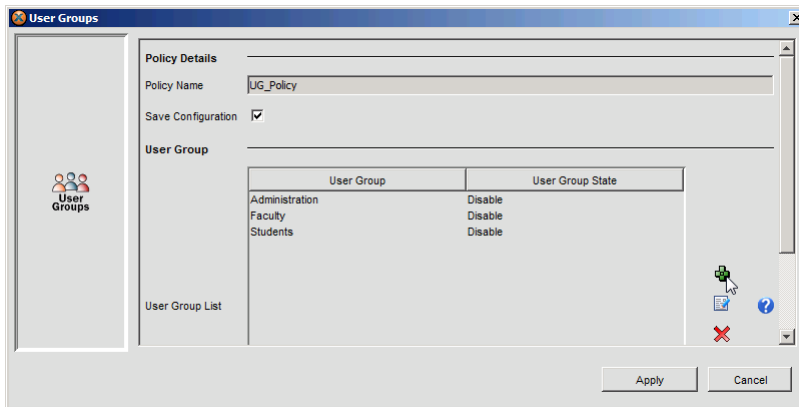 User Groups
Policy Details
Policy Name UG_Policy
Save Configuration
User Group
User Group User Group State
Administration Disable
Faculty Disable
Students Disable
User
Groups
User Group List
?
Apply Cancel